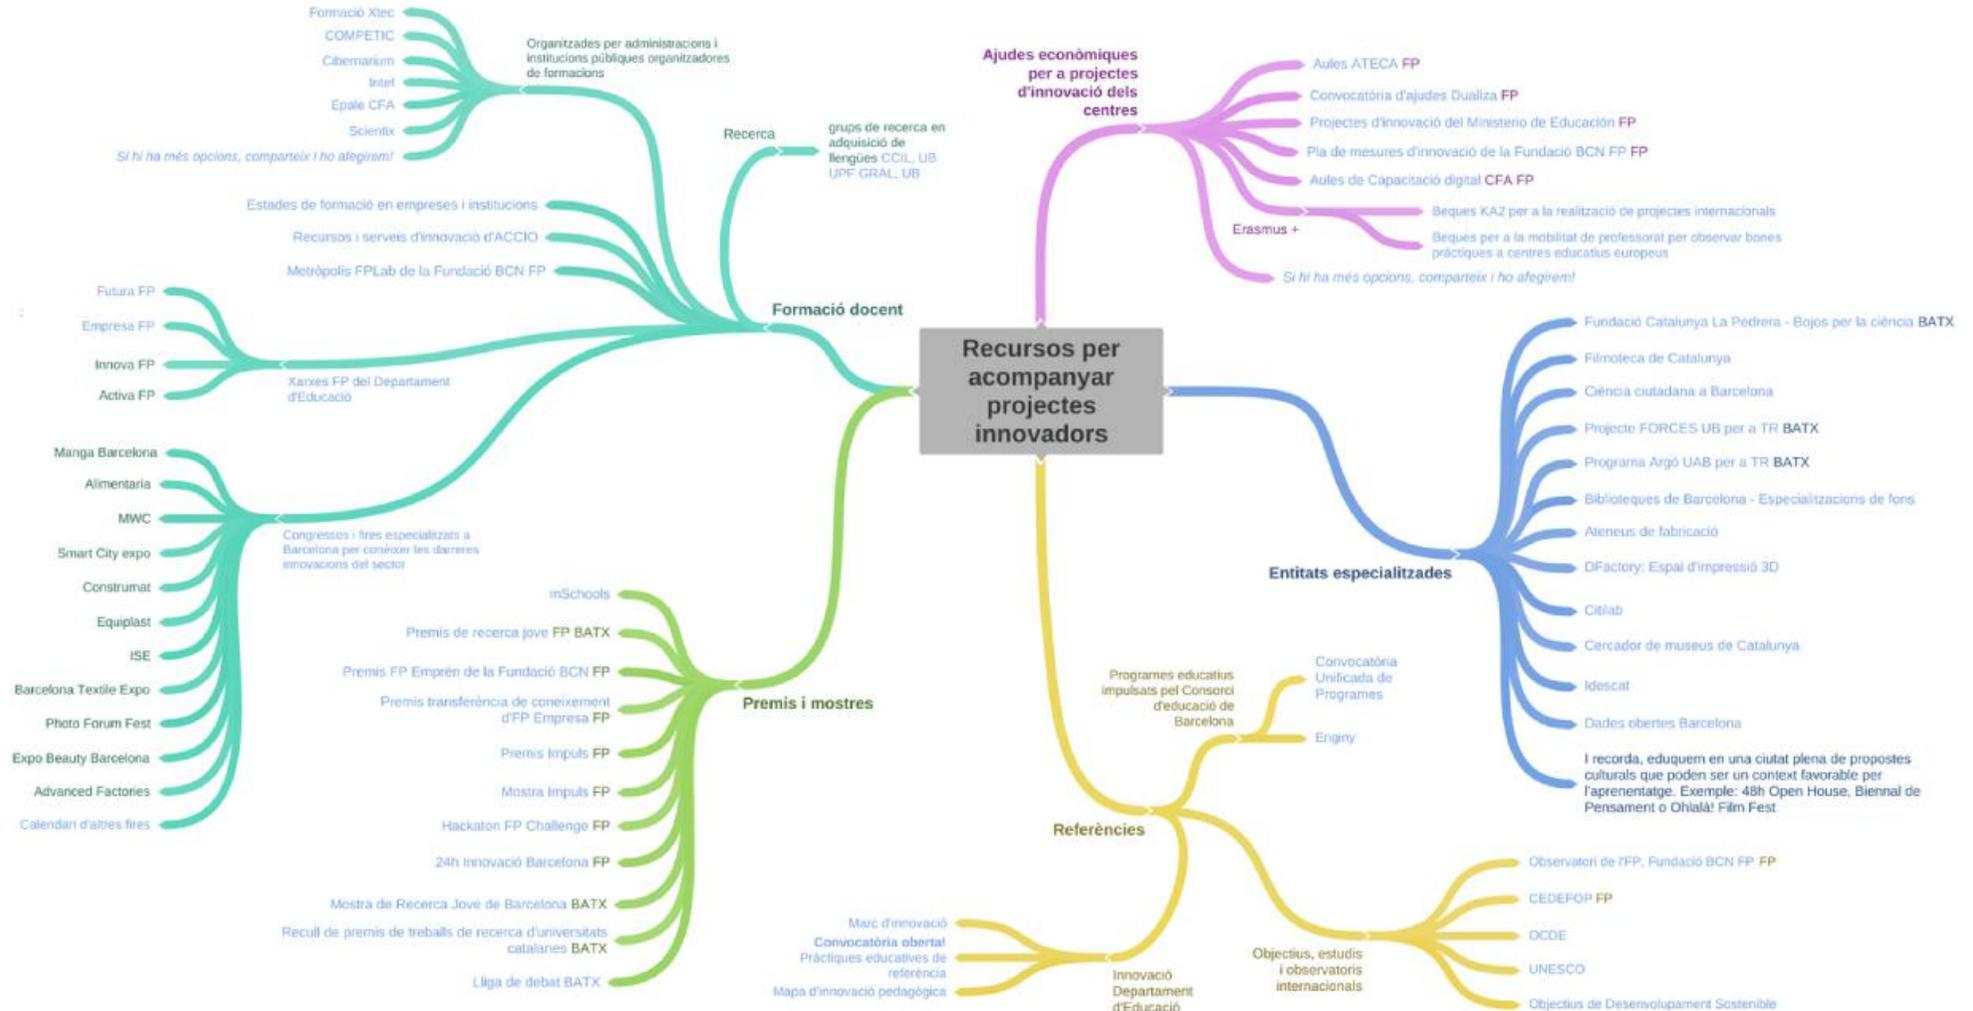 Recursos per
acompanyar
projectes
innovadors
Formació docent
Organitzades per administracions i
institucions públiques organitzadores
de formacions
Formació Xtec
COMPETIC
Cibernarium
Intef
Epale CFA
Scientix
Si hi ha més opcions, comparteix i ho afegirem!
Recerca
grups de recerca en
adquisició de
llengües CCIL, UB
UPF GRAL, UB
Estades de formació en empreses i institucions
Recursos i serveis d'innovació d'ACCIO
Metròpolis FPLab de la Fundació BCN FP
Xarxes FP del Departament
d'Educació
Futura FP
Empresa FP
Innova FP
Activa FP
Congressos i fires especialitzats a
Barcelona per conèixer les darreres
innovacions del sector
Manga Barcelona
Alimentaria
MWC
Smart City expo
Construmat
Equiplast
ISE
Barcelona Textile Expo
Photo Forum Fest
Expo Beauty Barcelona
Advanced Factories
Calendari d'altres fires
Premis i mostres
mSchools
Premis de recerca jove FP BATX
Premis FP Emprèn de la Fundació BCN FP
Premis transferència de coneixement
d'FP Empresa FP
Premis Impuls FP
Mostra Impuls FP
Hackaton FP Challenge FP
24h Innovació Barcelona FP
Mostra de Recerca Jove de Barcelona BATX
Recull de premis de treballs de recerca d'universitats
catalanes BATX
Lliga de debat BATX
Ajudes econòmiques
per a projectes
d'innovació dels
centres
Aules ATECA FP
Convocatòria d'ajudes Dualiza FP
Projectes d'innovació del Ministerio de Educación FP
Pla de mesures d'innovació de la Fundació BCN FP FP
Aules de Capacitació digital CFA FP
Erasmus +
Beques KA2 per a la realització de projectes internacionals
Beques per a la mobilitat de professorat per observar bones
pràctiques a centres educatius europeus
Si hi ha més opcions, comparteix i ho afegirem!
Entitats especialitzades
Fundació Catalunya La Pedrera - Bojos per la ciència BATX
Filmoteca de Catalunya
Ciència ciutadana a Barcelona
Projecte FORCES UB per a TR BATX
Programa Argó UAB per a TR BATX
Biblioteques de Barcelona - Especialitzacions de fons
Ateneus de fabricació
DFactory: Espai d'impressió 3D
Citilab
Cercador de museus de Catalunya
Idescat
Dades obertes Barcelona
I recorda, eduquem en una ciutat plena de propostes
culturals que poden ser un context favorable per
l'aprenentatge. Exemple: 48h Open House, Biennal de
Pensament o Ohlalà! Film Fest
Referències
Programes educatius
impulsats pel Consorci
d'educació de
Barcelona
Convocatòria
Unificada de
Programes
Enginy
Objectius, estudis
i observatoris
internacionals
Observatori de l'FP, Fundació BCN FP FP
CEDEFOP FP
OCDE
UNESCO
Objectius de Desenvolupament Sostenible
Innovació
Departament
d'Educació
Marc d'innovació
Convocatòria oberta!
Pràctiques educatives de
referència
Mapa d'innovació pedagògica